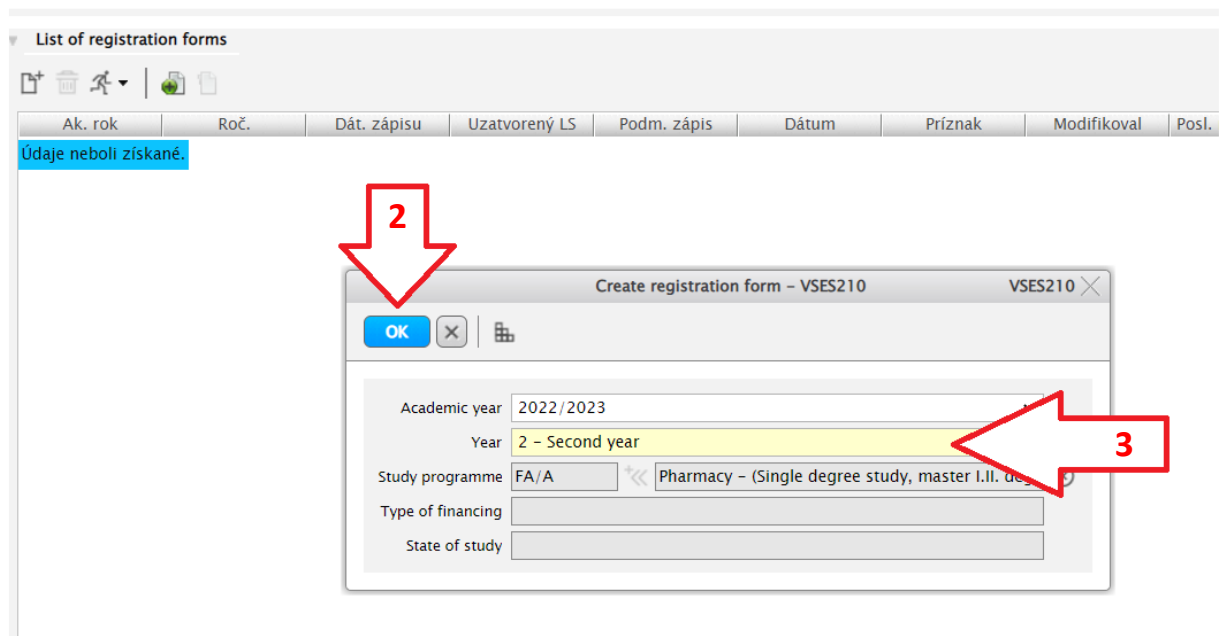 List of registration forms
Ak. rok Roč. Dát. zápisu Uzatvorený LS Podm. zápis Dátum Príznak Modifikoval Posl.
Údaje neboli získané.
2
Create registration form – VSES210 VSES210
OK
Academic year 2022/2023
Year 2 – Second year
3
Study programme FA/A Pharmacy – (Single degree study, master I.II.
Type of financing
State of study